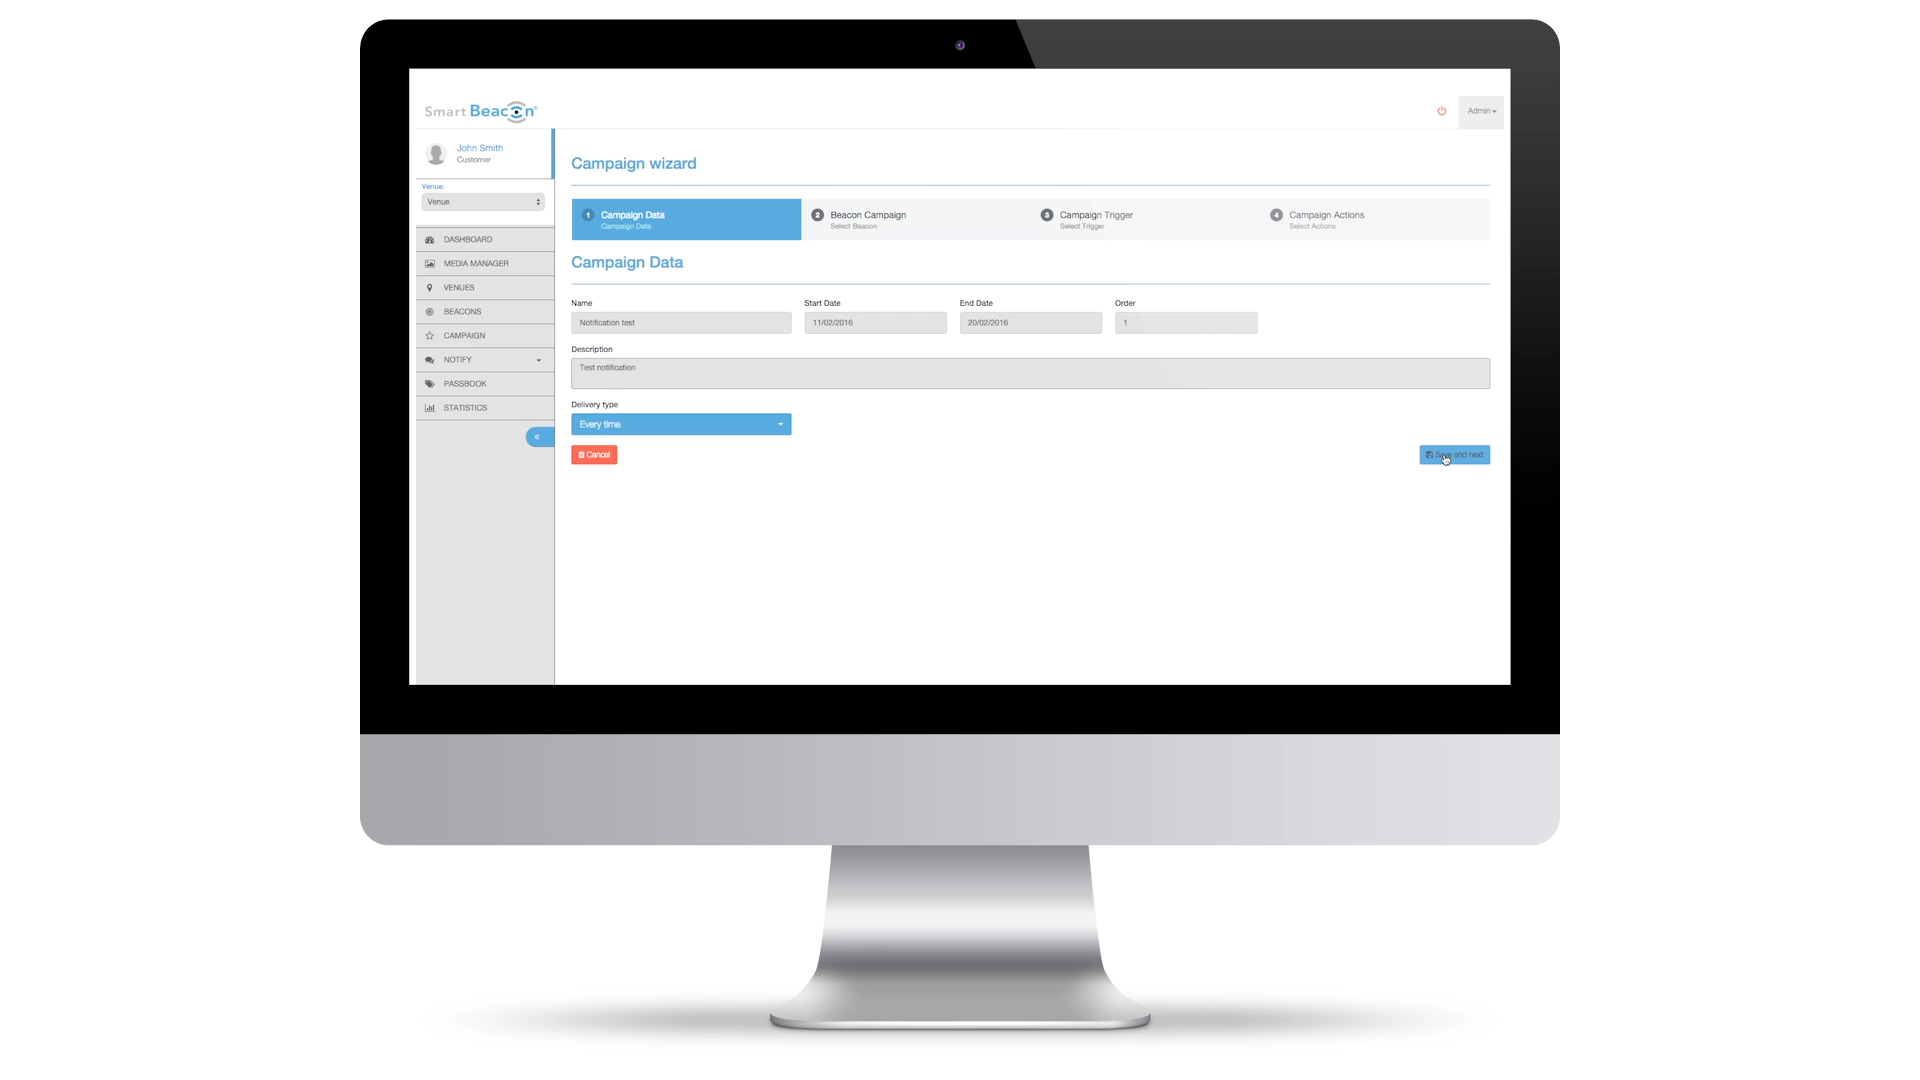 Smart Beacon®
Admin
John Smith
Customer
Venue:
Venue
DASHBOARD
MEDIA MANAGER
VENUES
BEACONS
CAMPAIGN
NOTIFY
PASSBOOK
STATISTICS
Campaign wizard
1 Campaign Data
Campaign Data
2 Beacon Campaign
Select Beacon
3 Campaign Trigger
Select Trigger
4 Campaign Actions
Select Actions
Campaign Data
Name
Start Date
End Date
Order
Notification test
11/02/2016
20/02/2016
1
Description
Test notification
Delivery type
Every time
Cancel
Save and next